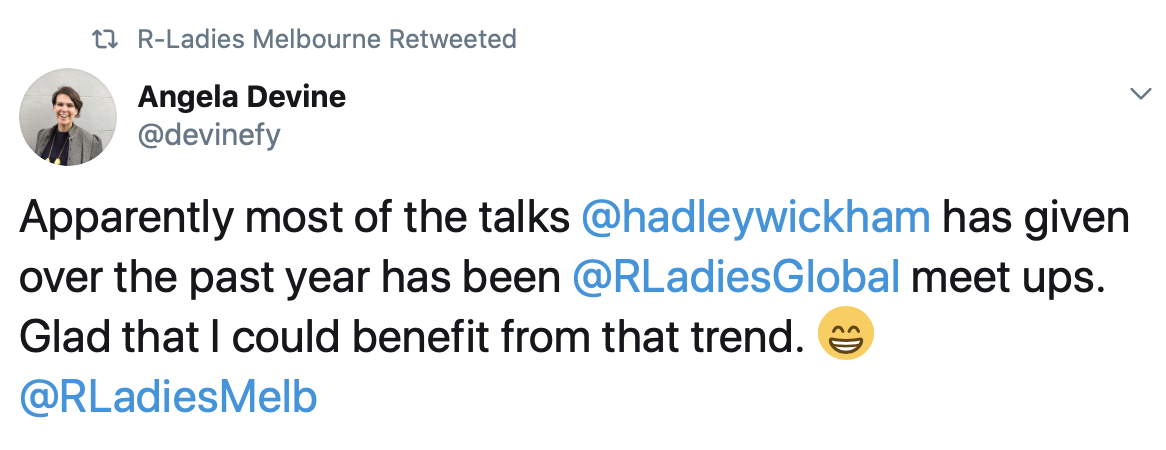 R-Ladies Melbourne Retweeted
Angela Devine
@devinefy
Apparently most of the talks @hadleywickham has given
over the past year has been @RLadiesGlobal meet ups.
Glad that I could benefit from that trend. 😁
@RLadiesMelb